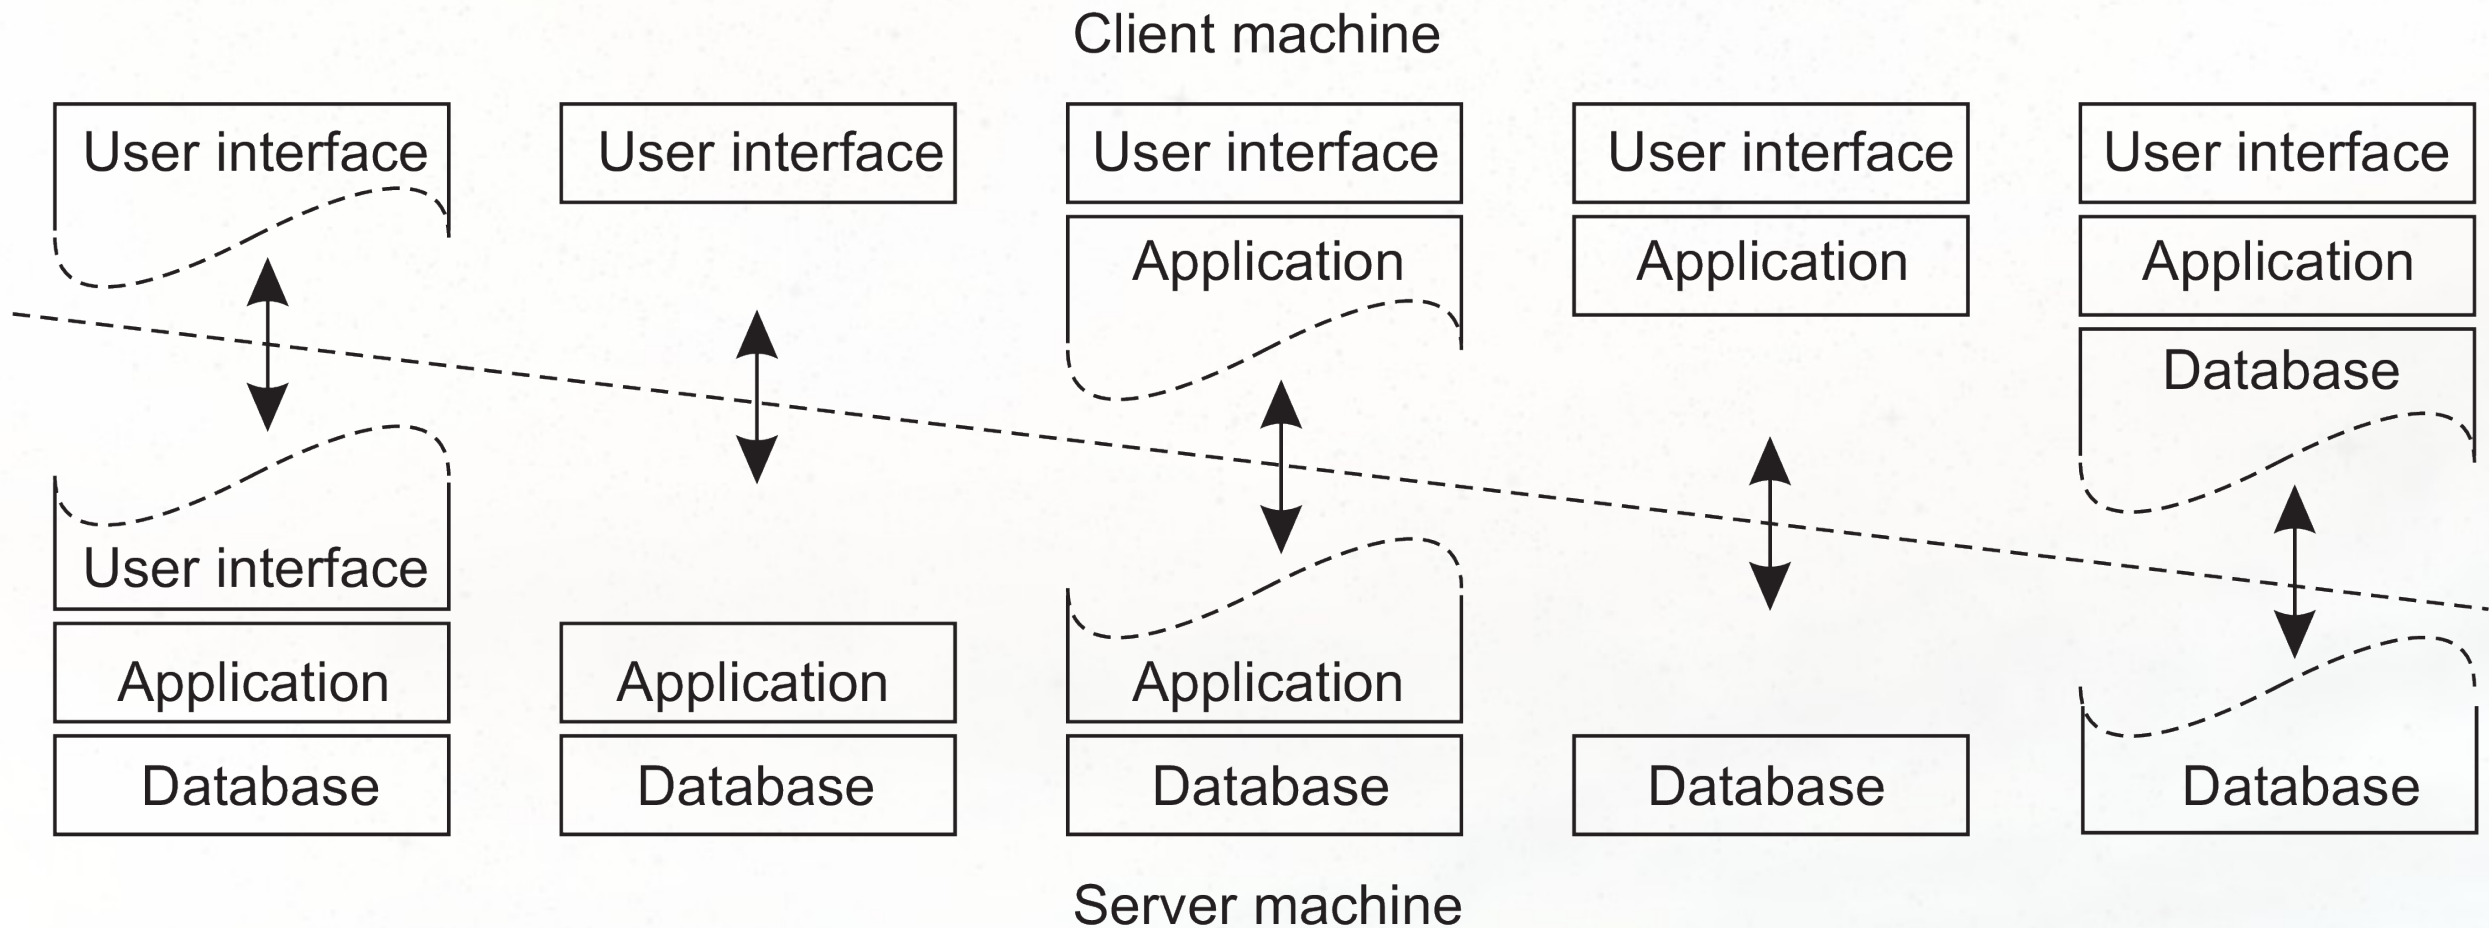 Client machine
User interface
User interface
User interface
User interface
User interface
Application
Application
Application
Database
User interface
Application
Application
Application
Database
Database
Database
Database
Database
Server machine